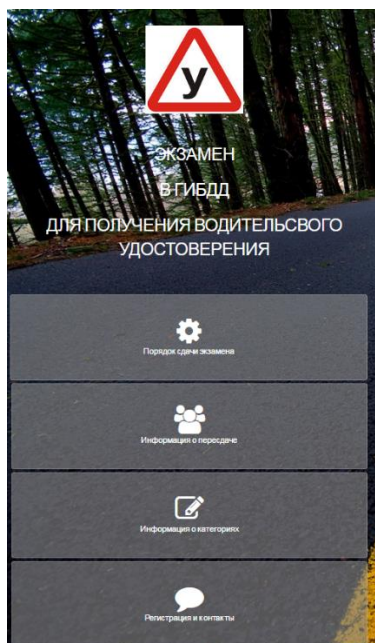 У
ЭКЗАМЕН
В ГИБДД
ДЛЯ ПОЛУЧЕНИЯ ВОДИТЕЛЬСВОГО
УДОСТОВЕРЕНИЯ
Порядок сдачи экзамена
Информация о пересдаче
Информация о категориях
Регистрация и контакты